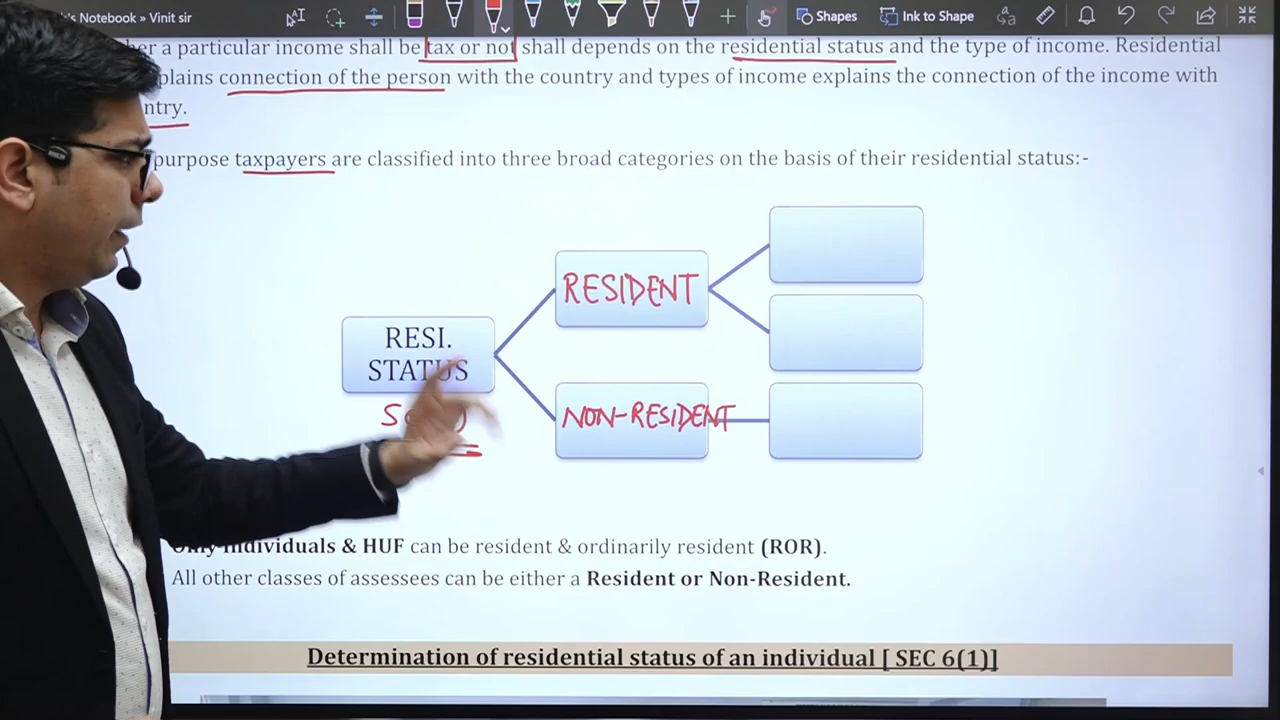 's Notebook » Vinit sir
Shapes
Ink to Shape
a particular income shall be tax or not shall depends on the residential status and the type of income. Residential
connection of the person with the country and types of income explains the connection of the income with
purpose taxpayers are classified into three broad categories on the basis of their residential status:-
RESIDENT
RESI.
STATUS
NON-RESIDENT
Only Individuals & HUF can be resident & ordinarily resident (ROR).
All other classes of assessees can be either a Resident or Non-Resident.
Determination of residential status of an individual [ SEC 6(1)]